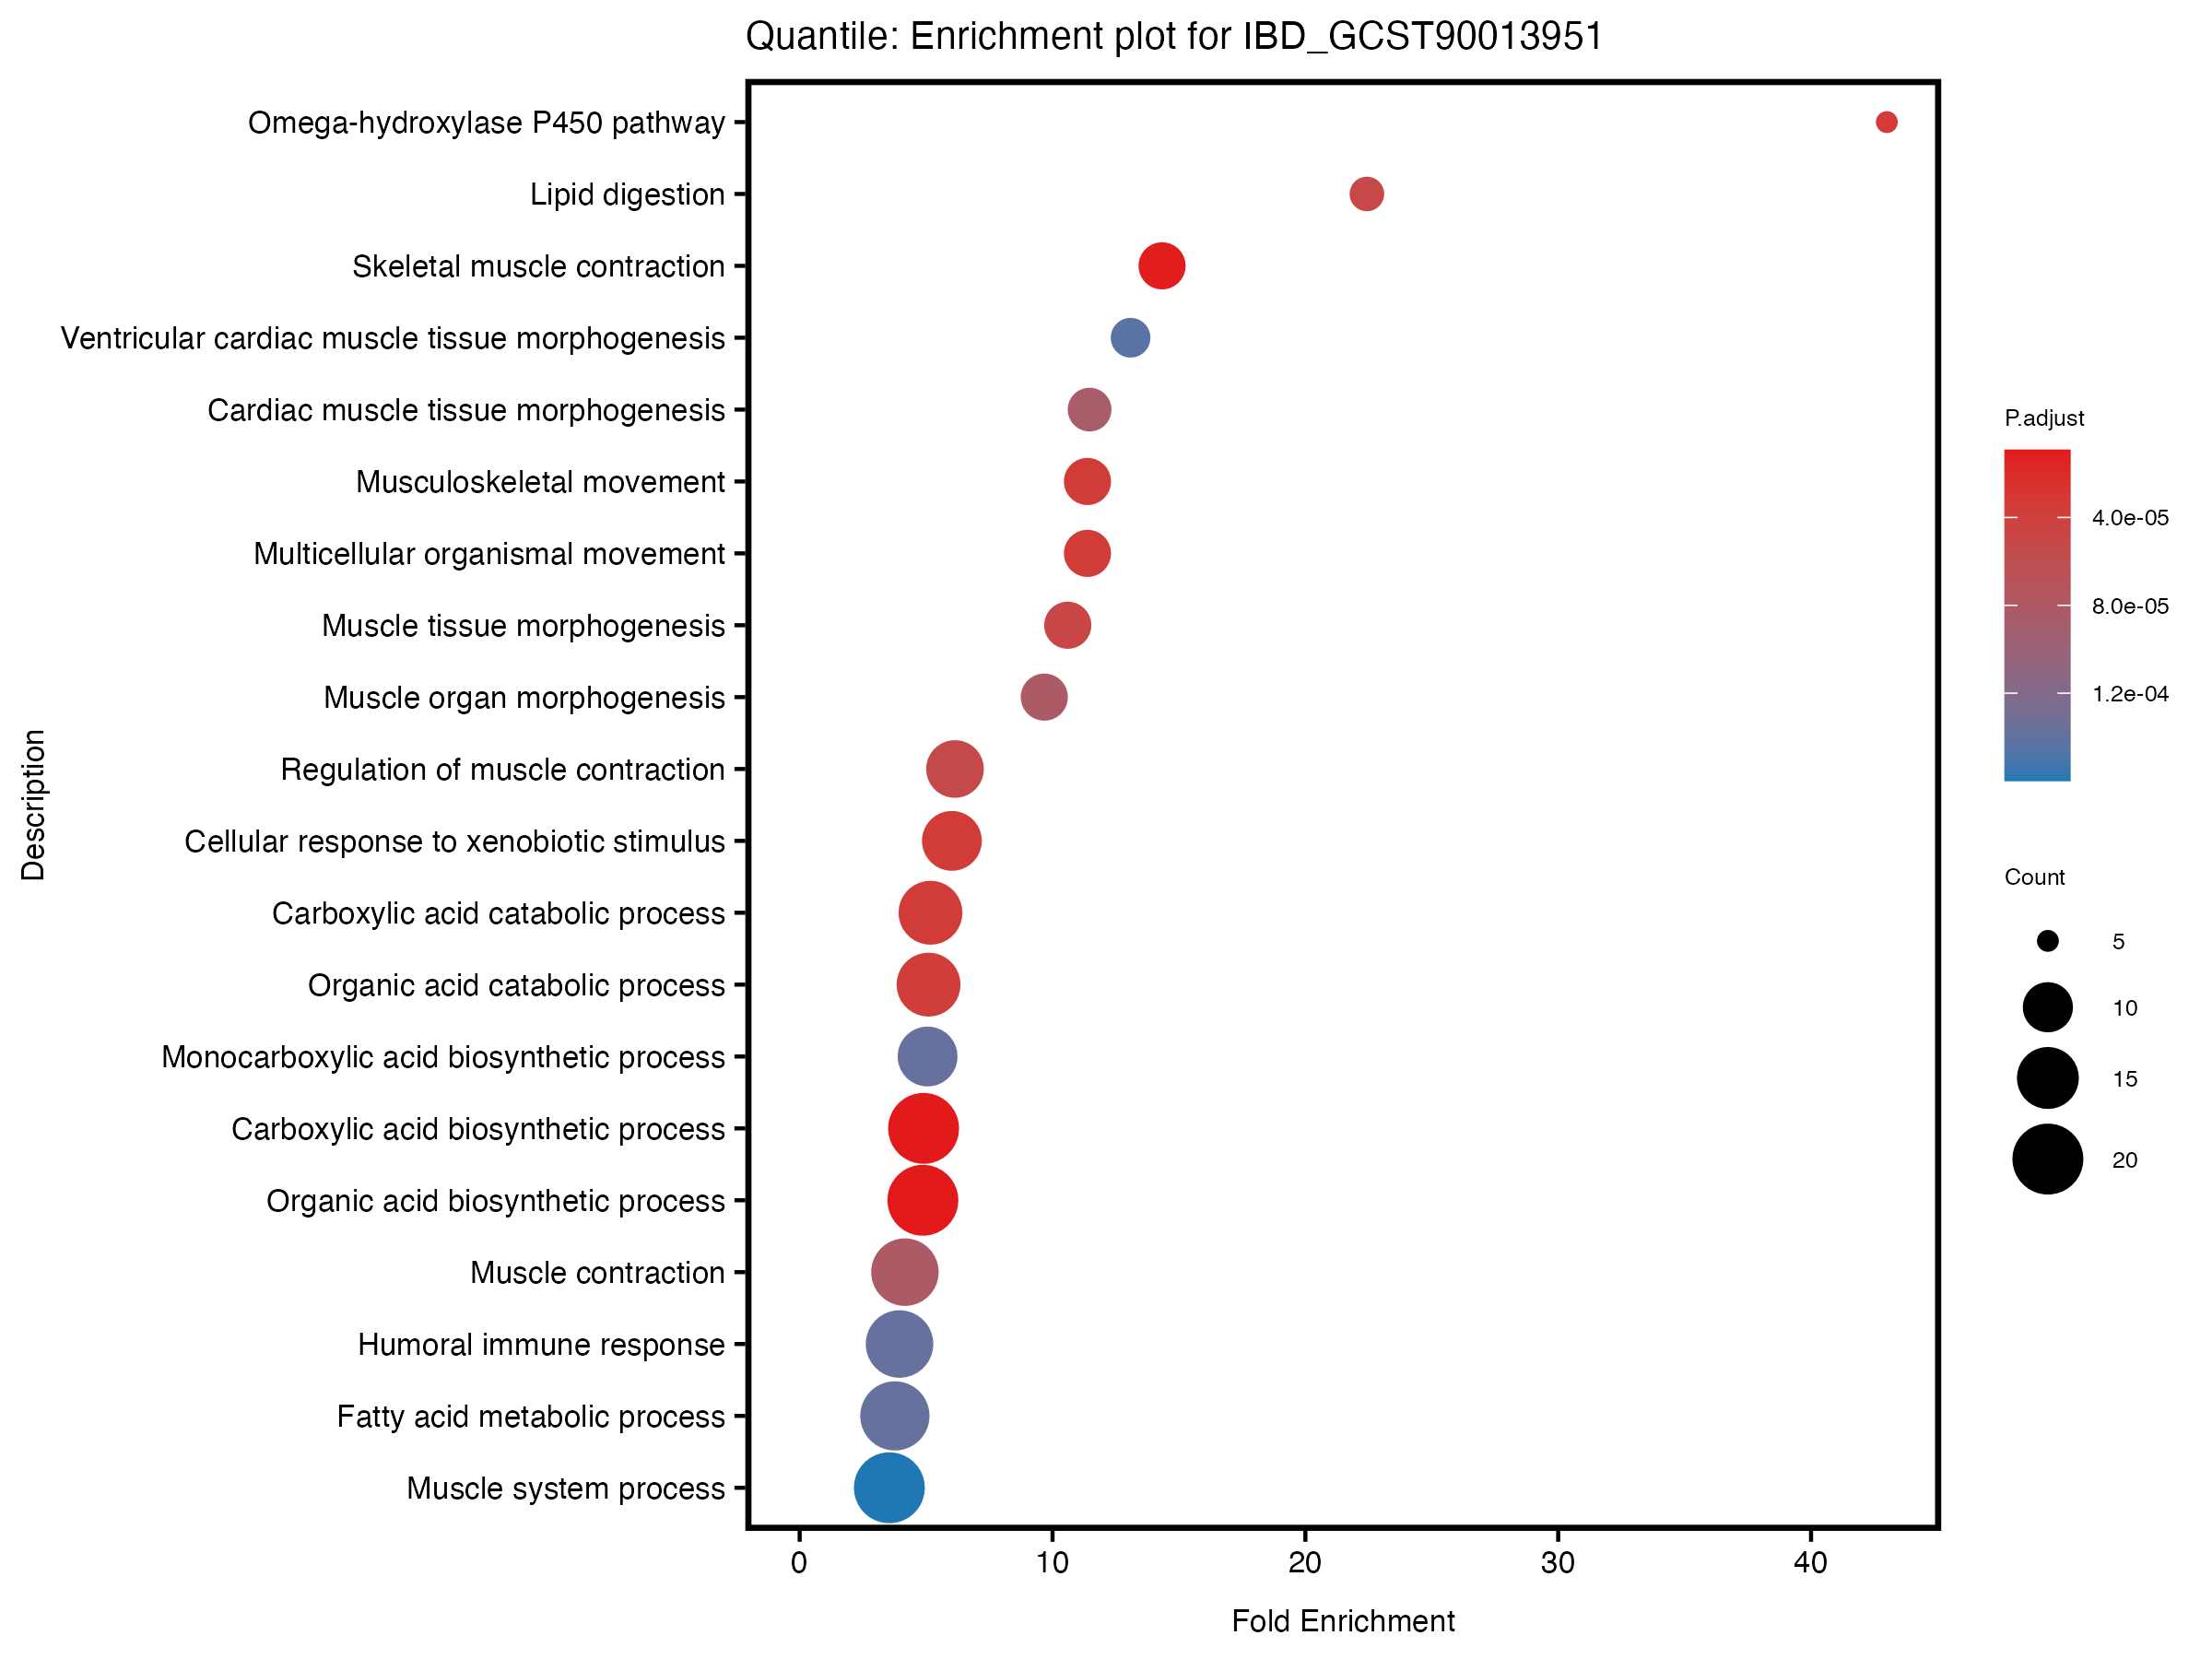 Quantile: Enrichment plot for IBD_GCST90013951
Omega-hydroxylase P450 pathway
Lipid digestion
Skeletal muscle contraction
Ventricular cardiac muscle tissue morphogenesis
Cardiac muscle tissue morphogenesis
Musculoskeletal movement
Multicellular organismal movement
Muscle tissue morphogenesis
Muscle organ morphogenesis
Regulation of muscle contraction
Cellular response to xenobiotic stimulus
Carboxylic acid catabolic process
Organic acid catabolic process
Monocarboxylic acid biosynthetic process
Carboxylic acid biosynthetic process
Organic acid biosynthetic process
Muscle contraction
Humoral immune response
Fatty acid metabolic process
Muscle system process
Description
0 10 20 30 40
Fold Enrichment
P.adjust
4.0e-05
8.0e-05
1.2e-04
Count
5
10
15
20